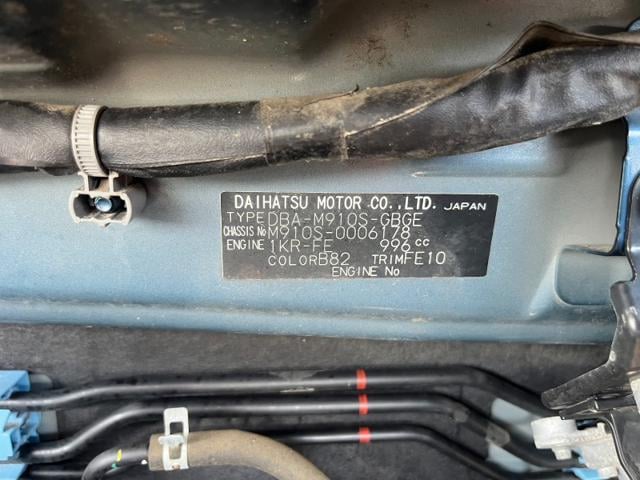 DAIHATSU MOTOR CO.,LTD. JAPAN
TYPE DBA-M910S-GBGE
CHASSIS No M910S-0006178
ENGINE 1KR-FE 996 cc
COLOR B82 TRIM FE10
ENGINE No